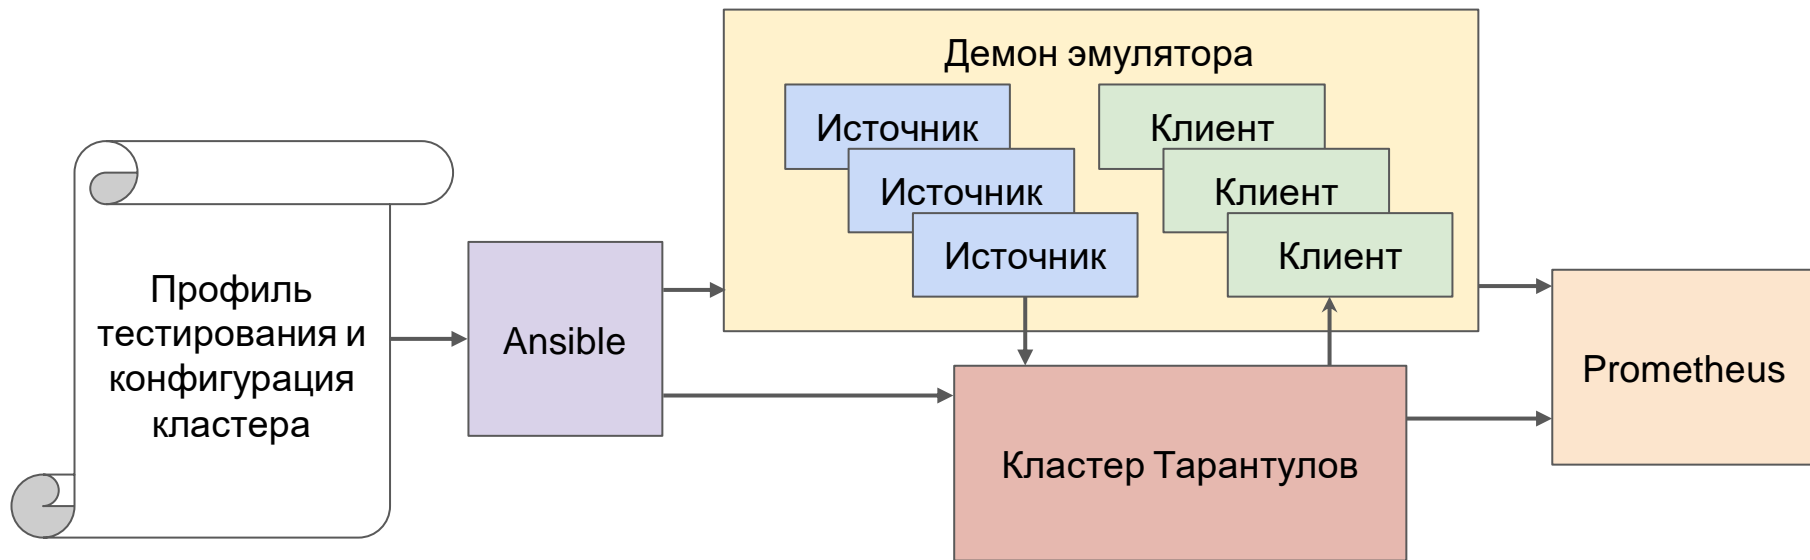 Демон эмулятора
Источник
Клиент
Источник
Клиент
Источник
Клиент
Профиль
тестирования и
конфигурация
кластера
Ansible
Prometheus
Кластер Тарантулов